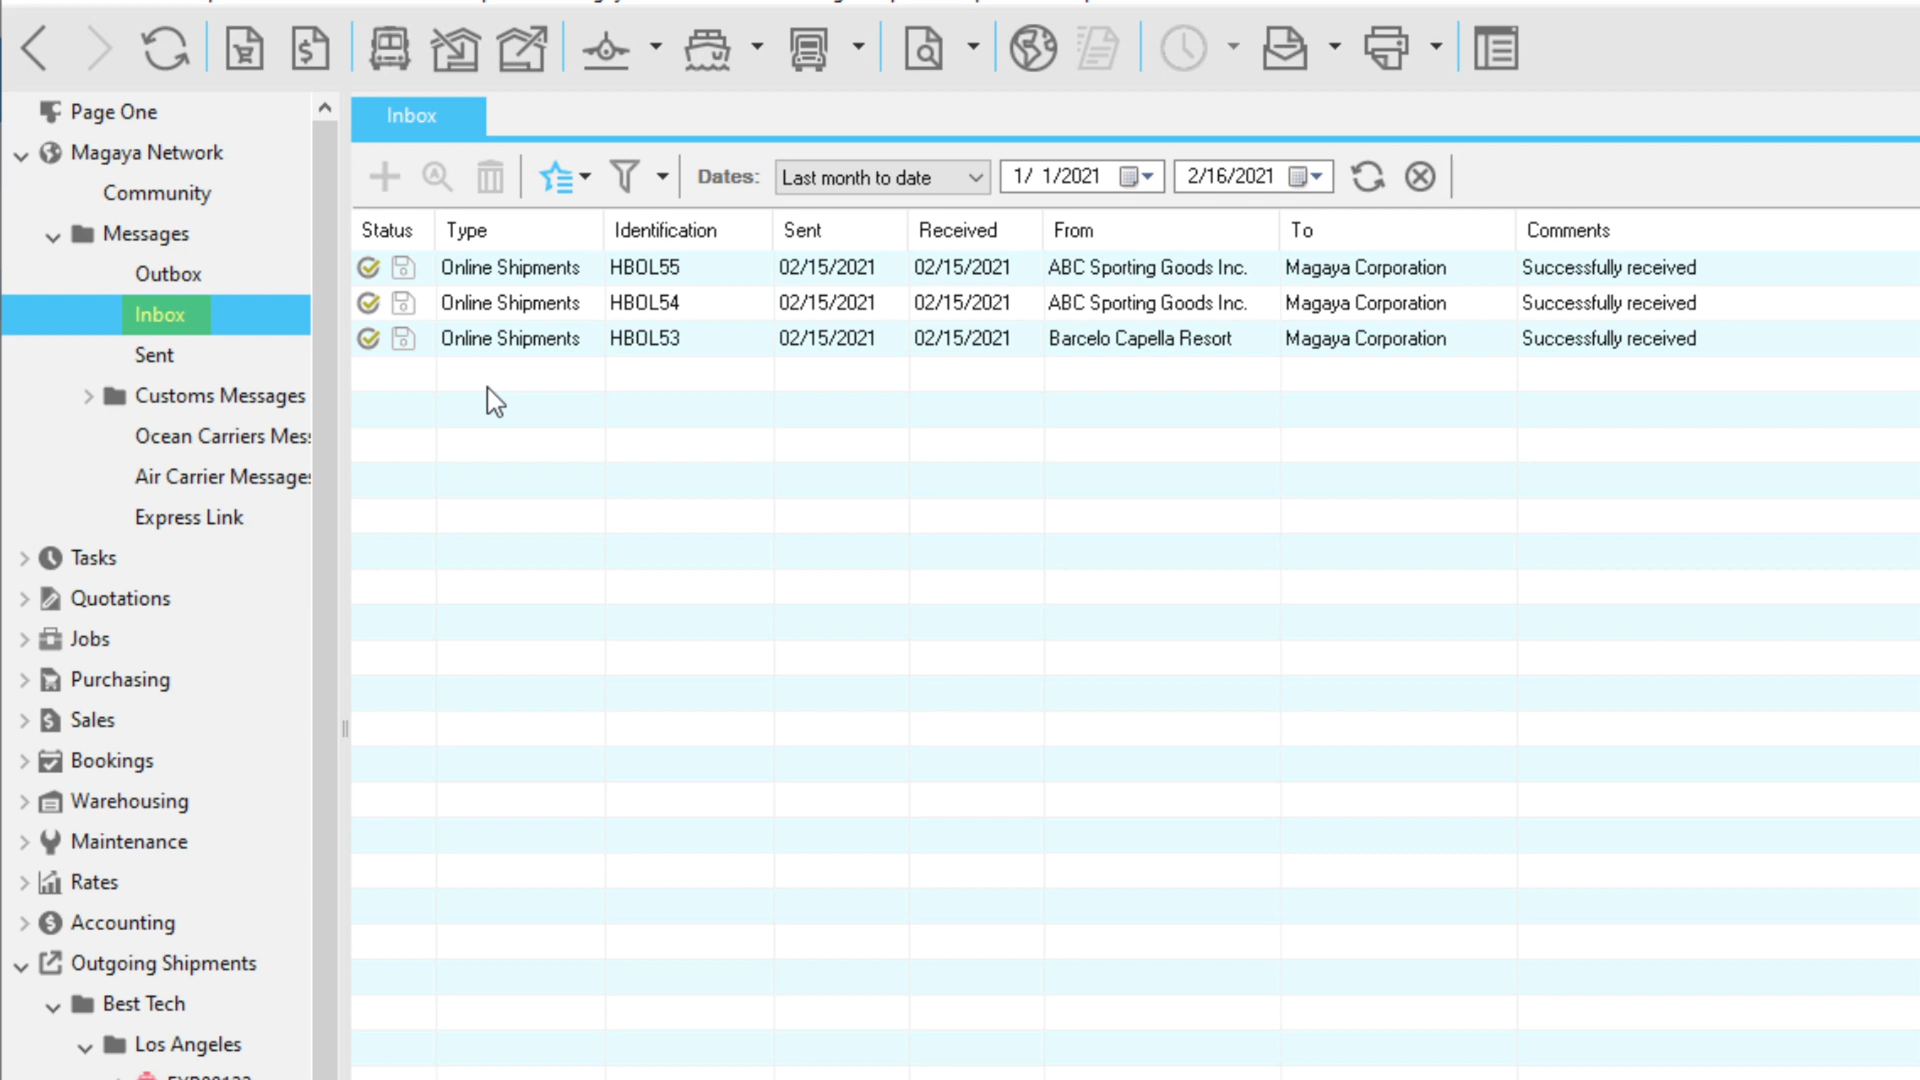 Page One
Magaya Network
Community
Messages
Outbox
Inbox
Sent
Customs Messages
Ocean Carriers Mes
Air Carrier Messages
Express Link
Tasks
Quotations
Jobs
Purchasing
Sales
Bookings
Warehousing
Maintenance
Rates
Accounting
Outgoing Shipments
Best Tech
Los Angeles
Inbox
Dates: Last month to date 1/ 1/2021 2/16/2021
Status Type Identification Sent Received From To Comments
Online Shipments HBOL55 02/15/2021 02/15/2021 ABC Sporting Goods Inc. Magaya Corporation Successfully received
Online Shipments HBOL54 02/15/2021 02/15/2021 ABC Sporting Goods Inc. Magaya Corporation Successfully received
Online Shipments HBOL53 02/15/2021 02/15/2021 Barcelo Capella Resort Magaya Corporation Successfully received